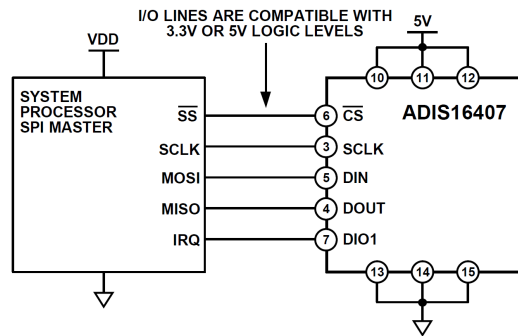 I/O LINES ARE COMPATIBLE WITH
3.3V OR 5V LOGIC LEVELS
VDD
5V
10
11
12
SYSTEM
PROCESSOR
SPI MASTER
ADIS16407
SS
6
CS
SCLK
3
SCLK
MOSI
5
DIN
MISO
4
DOUT
IRQ
7
DIO1
13
14
15